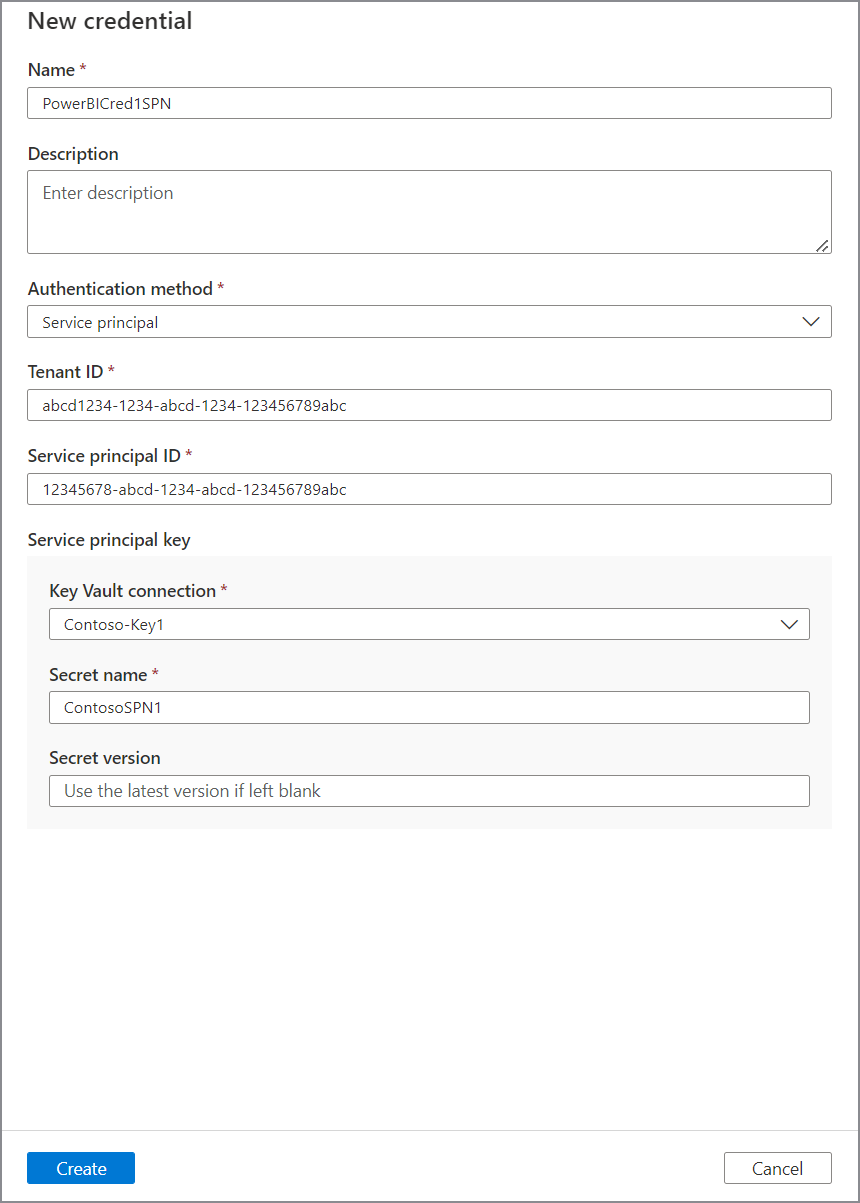 New credential
Name *
PowerBICred1SPN
Description
Enter description
Authentication method *
Service principal
Tenant ID *
abcd1234-1234-abcd-1234-123456789abc
Service principal ID *
12345678-abcd-1234-abcd-123456789abc
Service principal key
Key Vault connection *
Contoso-Key1
Secret name *
ContosoSPN1
Secret version
Use the latest version if left blank
Create Cancel